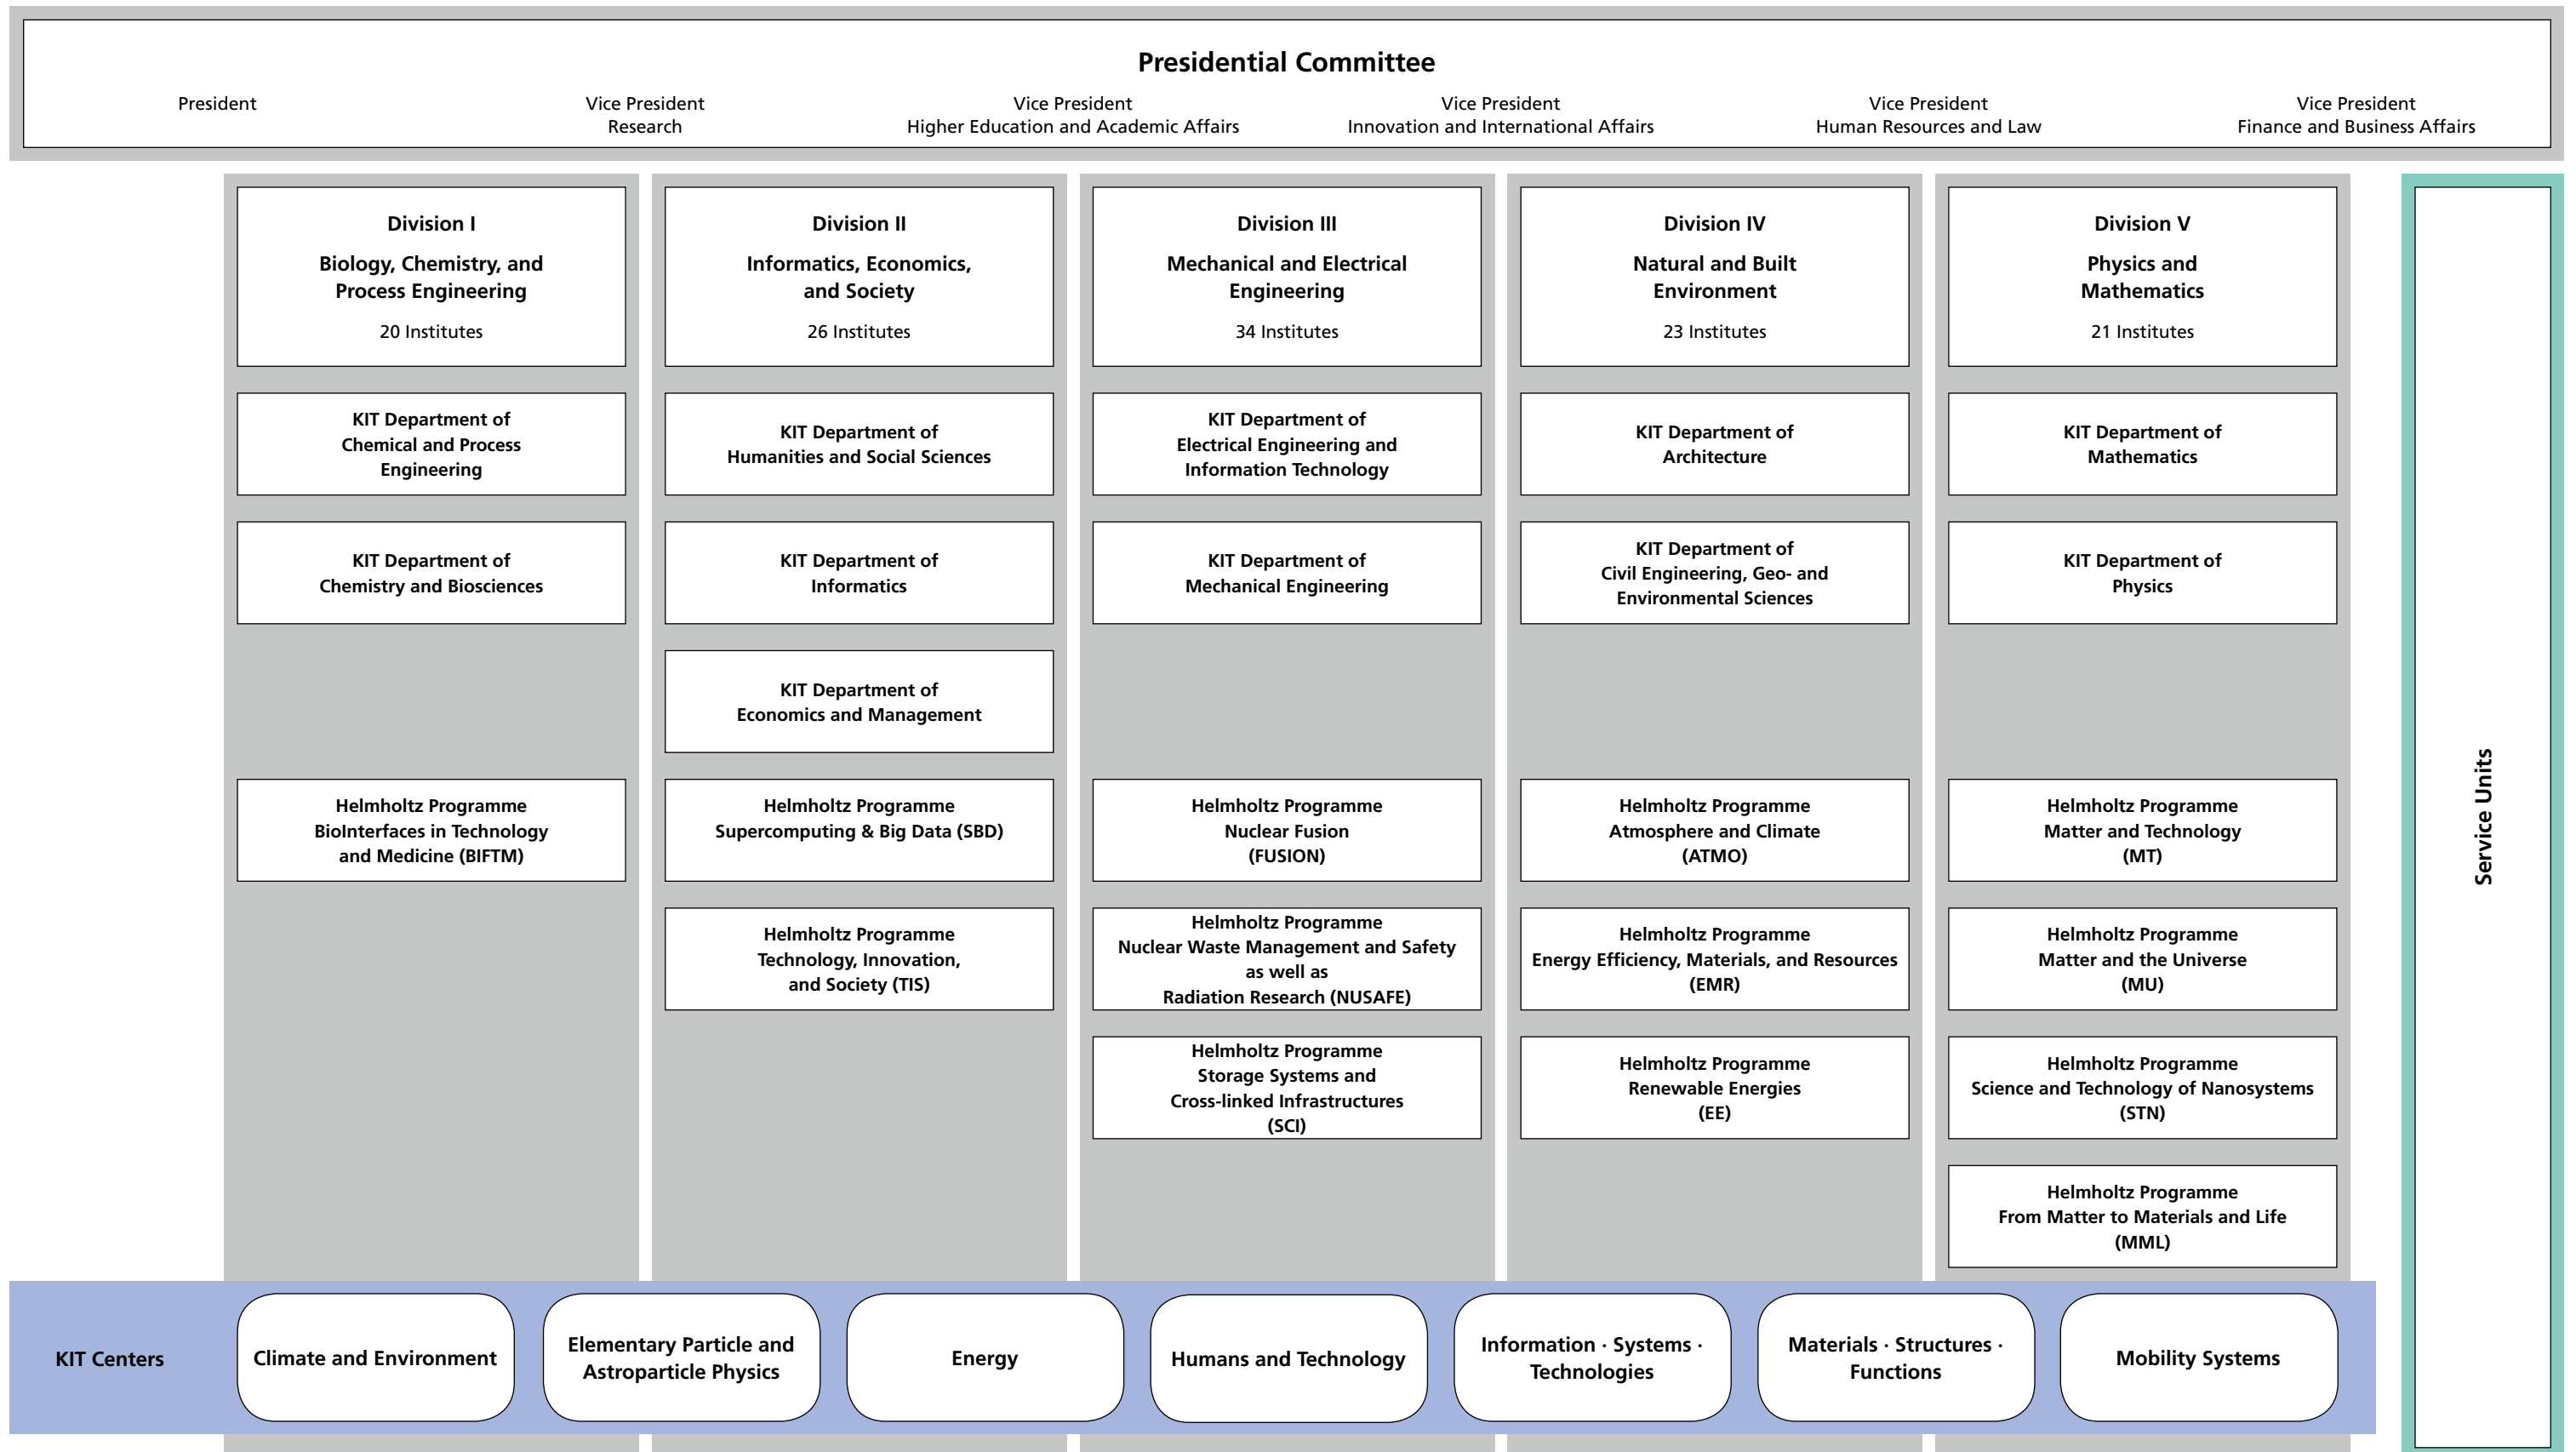 Presidential Committee
President
Vice President
Research
Vice President
Higher Education and Academic Affairs
Vice President
Innovation and International Affairs
Vice President
Human Resources and Law
Vice President
Finance and Business Affairs
Division I
Biology, Chemistry, and
Process Engineering
20 Institutes
KIT Department of
Chemical and Process
Engineering
KIT Department of
Chemistry and Biosciences
Helmholtz Programme
BioInterfaces in Technology
and Medicine (BIFTM)
Division II
Informatics, Economics,
and Society
26 Institutes
KIT Department of
Humanities and Social Sciences
KIT Department of
Informatics
KIT Department of
Economics and Management
Helmholtz Programme
Supercomputing & Big Data (SBD)
Helmholtz Programme
Technology, Innovation,
and Society (TIS)
Division III
Mechanical and Electrical
Engineering
34 Institutes
KIT Department of
Electrical Engineering and
Information Technology
KIT Department of
Mechanical Engineering
Helmholtz Programme
Nuclear Fusion
(FUSION)
Helmholtz Programme
Nuclear Waste Management and Safety
as well as
Radiation Research (NUSAFE)
Helmholtz Programme
Storage Systems and
Cross-linked Infrastructures
(SCI)
Division IV
Natural and Built
Environment
23 Institutes
KIT Department of
Architecture
KIT Department of
Civil Engineering, Geo- and
Environmental Sciences
Helmholtz Programme
Atmosphere and Climate
(ATMO)
Helmholtz Programme
Energy Efficiency, Materials, and Resources
(EMR)
Helmholtz Programme
Renewable Energies
(EE)
Division V
Physics and
Mathematics
21 Institutes
KIT Department of
Mathematics
KIT Department of
Physics
Helmholtz Programme
Matter and Technology
(MT)
Helmholtz Programme
Matter and the Universe
(MU)
Helmholtz Programme
Science and Technology of Nanosystems
(STN)
Helmholtz Programme
From Matter to Materials and Life
(MML)
Service Units
KIT Centers
Climate and Environment
Elementary Particle and
Astroparticle Physics
Energy
Humans and Technology
Information · Systems ·
Technologies
Materials · Structures ·
Functions
Mobility Systems